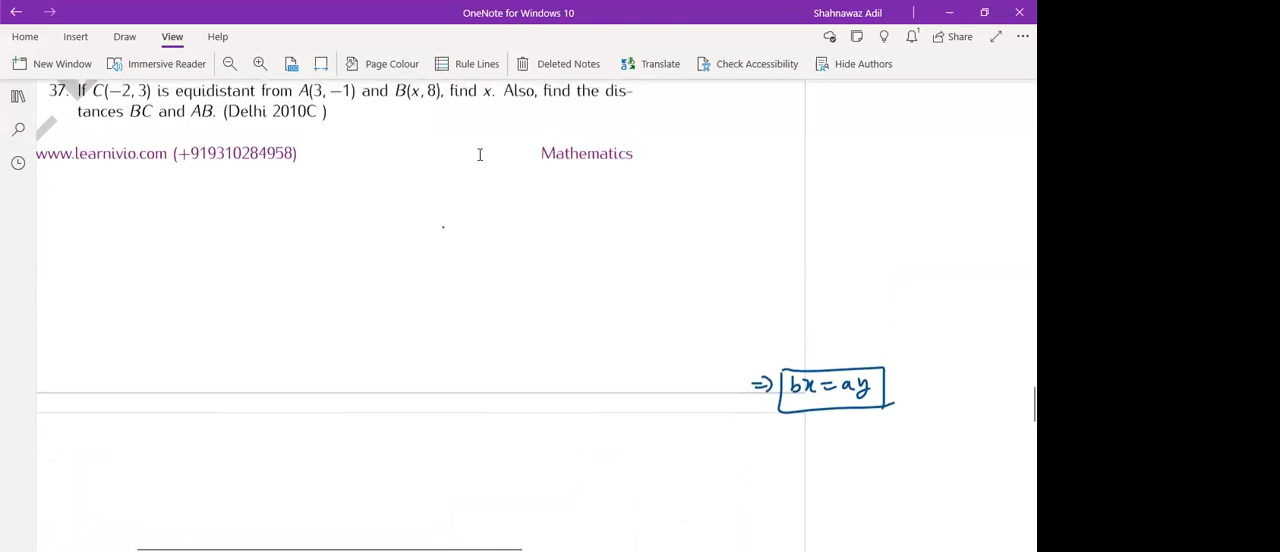 OneNote for Windows 10
Shahnawaz Adil
Home Insert Draw View Help
1 Share
New Window Immersive Reader Page Colour Rule Lines Deleted Notes Translate Check Accessibility Hide Authors
37. If C(−2, 3) is equidistant from A(3, −1) and B(x, 8), find x. Also, find the dis-
tances BC and AB. (Delhi 2010C )
www.learnivio.com (+919310284958) Mathematics
⇒ bx = ay